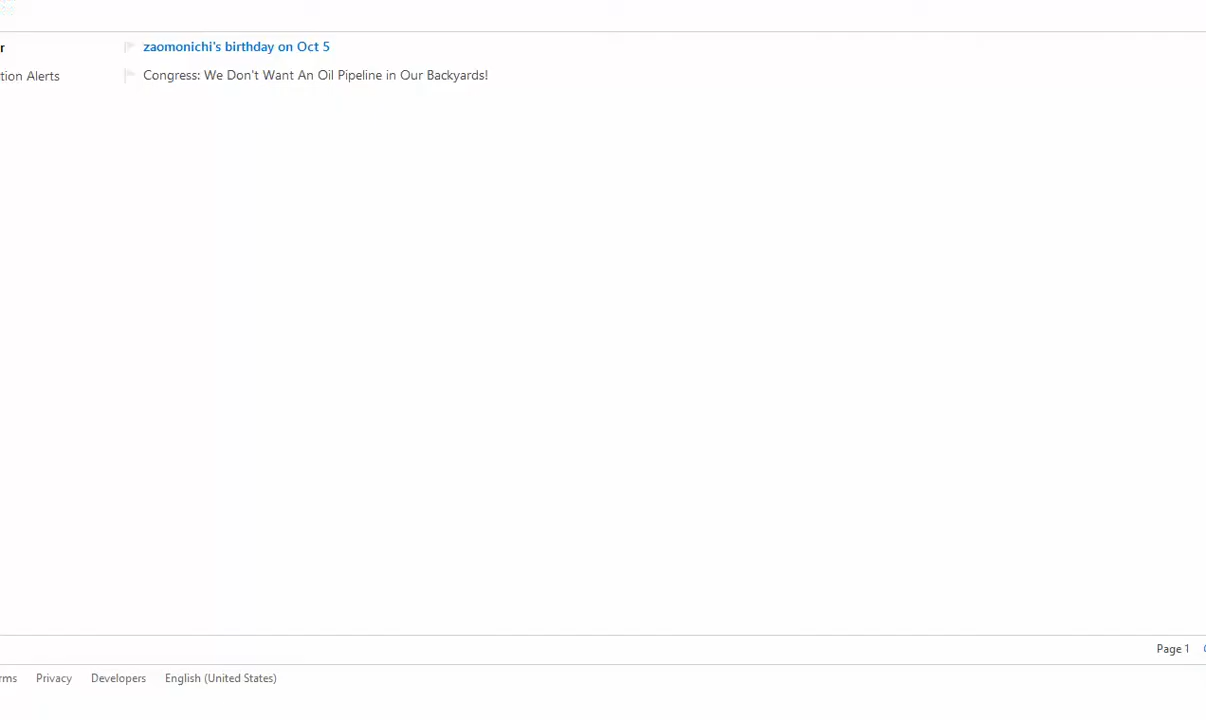 r zaomonichi's birthday on Oct 5
tion Alerts Congress: We Don't Want An Oil Pipeline in Our Backyards!
Page 1
rms Privacy Developers English (United States)